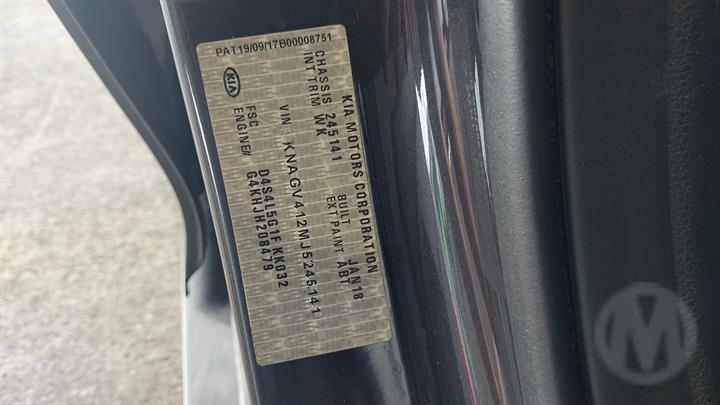 PAT19/09/17B00008751
KIA MOTORS CORPORATION
CHASSIS 245141 BUILT JAN18
INT TRIM WK EXT PAINT ABT
VIN KNAGV412MJ5245141
KIA
FSC D4S4L5G1F KK032
ENGINE# G4KHJH208479
M